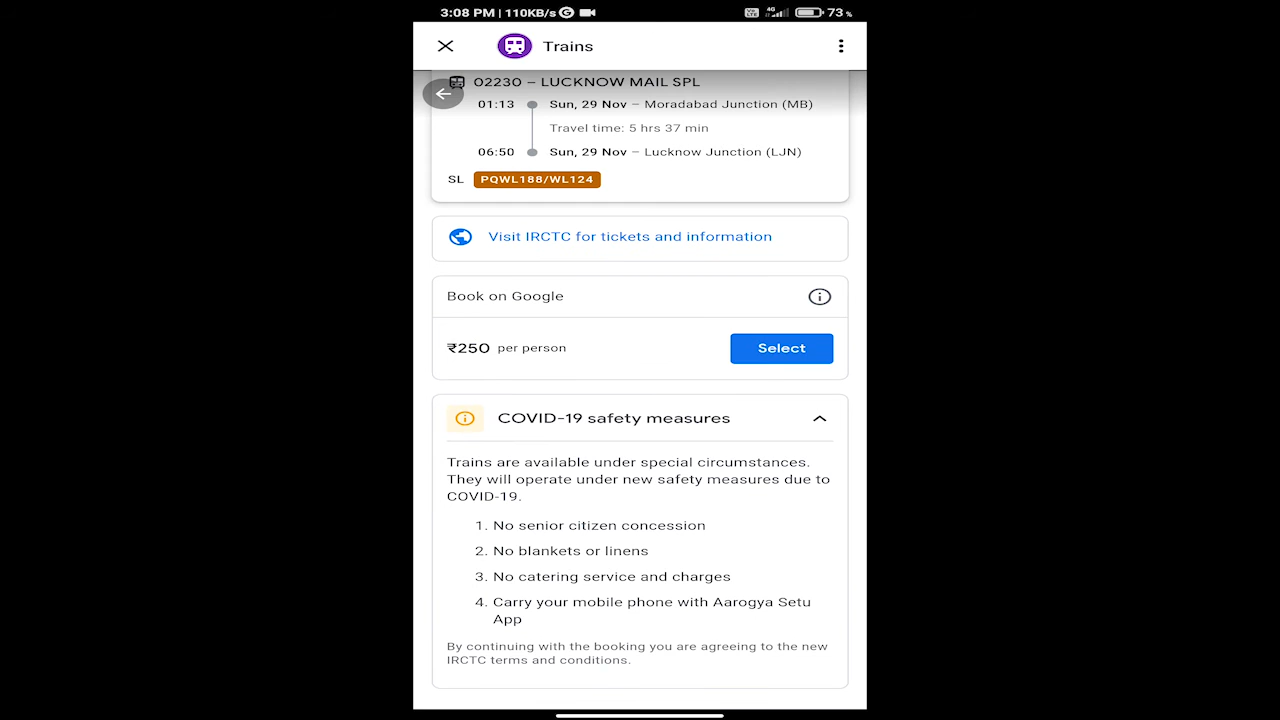 3:08 PM | 110KB/s G 4G 73 %
Trains
02230 – LUCKNOW MAIL SPL
01:13 Sun, 29 Nov – Moradabad Junction (MB)
Travel time: 5 hrs 37 min
06:50 Sun, 29 Nov – Lucknow Junction (LJN)
SL PQWL188/WL124
Visit IRCTC for tickets and information
Book on Google
₹250 per person Select
COVID-19 safety measures
Trains are available under special circumstances.
They will operate under new safety measures due to
COVID-19.
1. No senior citizen concession
2. No blankets or linens
3. No catering service and charges
4. Carry your mobile phone with Aarogya Setu
App
By continuing with the booking you are agreeing to the new
IRCTC terms and conditions.